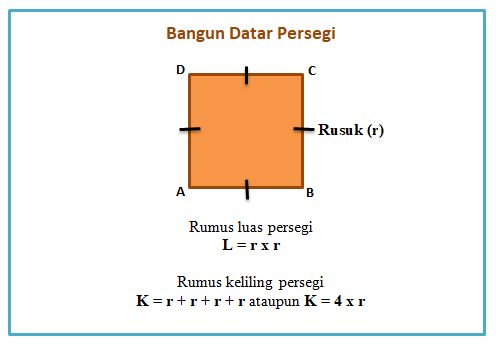 Bangun Datar Persegi
D
C
Rusuk (r)
A
B
Rumus luas persegi
L = r x r
Rumus keliling persegi
K = r + r + r + r ataupun K = 4 x r